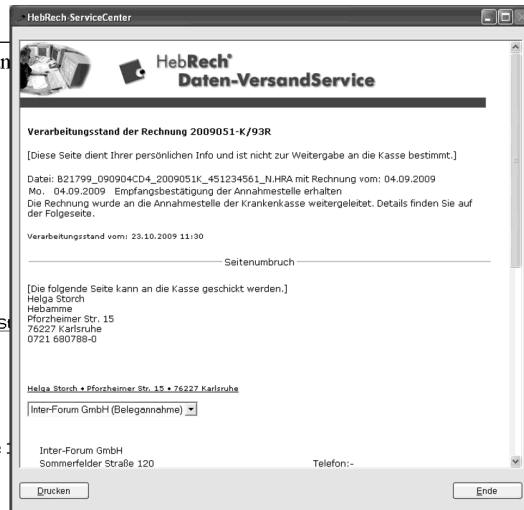 HebRech-ServiceCenter
HebRech®
Daten-VersandService
Verarbeitungsstand der Rechnung 2009051-K/93R
[Diese Seite dient Ihrer persönlichen Info und ist nicht zur Weitergabe an die Kasse bestimmt.]
Datei: B21799_090904CD4_2009051K_451234561_N.HRA mit Rechnung vom: 04.09.2009
Mo. 04.09.2009 Empfangsbestätigung der Annahmestelle erhalten
Die Rechnung wurde an die Annahmestelle der Krankenkasse weitergeleitet. Details finden Sie auf
der Folgeseite.
Verarbeitungsstand vom: 23.10.2009 11:30
Seitenumbruch
[Die folgende Seite kann an die Kasse geschickt werden.]
Helga Storch
Hebamme
Pforzheimer Str. 15
76227 Karlsruhe
0721 680788-0
Helga Storch • Pforzheimer Str. 15 • 76227 Karlsruhe
Inter-Forum GmbH (Belegannahme)
Inter-Forum GmbH
Sommerfelder Straße 120 Telefon:-
Drucken Ende